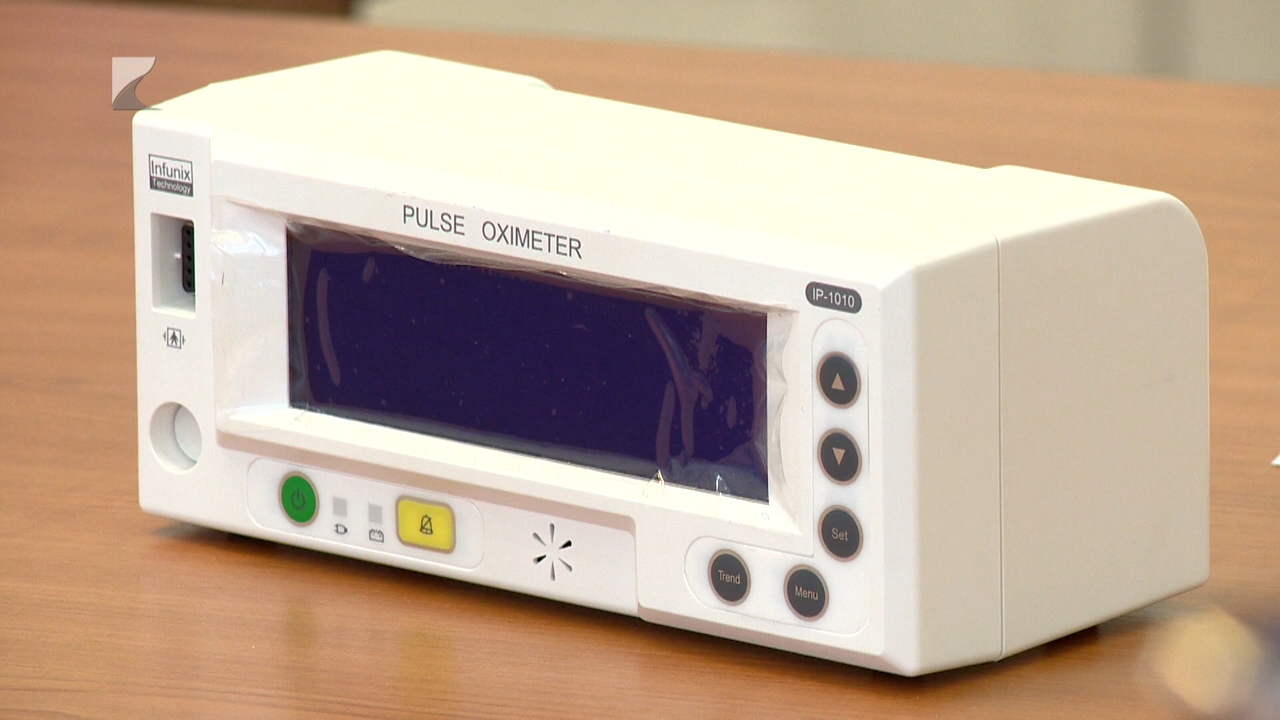 Infunix
Technology
PULSE OXIMETER
IP-1010
Set
Trend
Menu